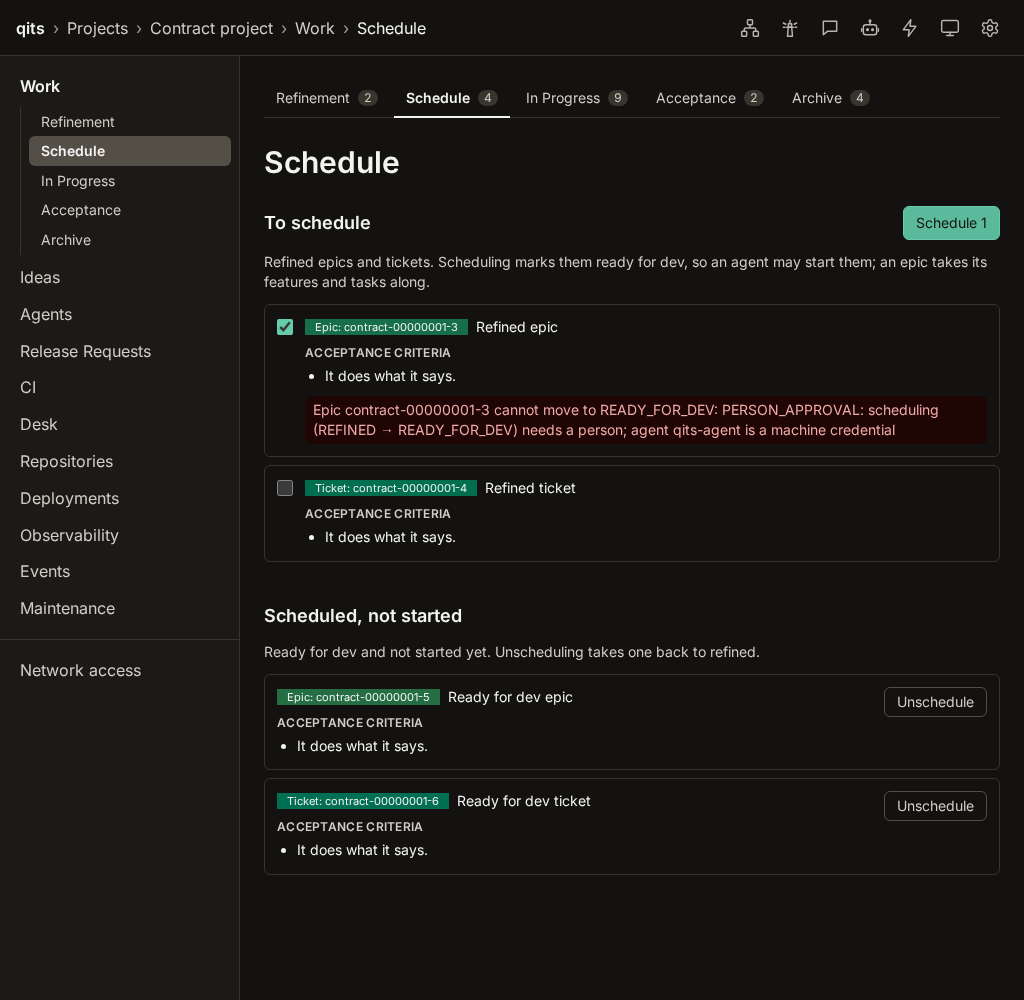 qits › Projects › Contract project › Work › Schedule
Work
Refinement
Schedule
In Progress
Acceptance
Archive
Ideas
Agents
Release Requests
CI
Desk
Repositories
Deployments
Observability
Events
Maintenance
Network access
Refinement 2 Schedule 4 In Progress 9 Acceptance 2 Archive 4
Schedule
To schedule
Schedule 1
Refined epics and tickets. Scheduling marks them ready for dev, so an agent may start them; an epic takes its
features and tasks along.
Epic: contract-00000001-3 Refined epic
ACCEPTANCE CRITERIA
• It does what it says.
Epic contract-00000001-3 cannot move to READY_FOR_DEV: PERSON_APPROVAL: scheduling
(REFINED → READY_FOR_DEV) needs a person; agent qits-agent is a machine credential
Ticket: contract-00000001-4 Refined ticket
ACCEPTANCE CRITERIA
• It does what it says.
Scheduled, not started
Ready for dev and not started yet. Unscheduling takes one back to refined.
Epic: contract-00000001-5 Ready for dev epic
Unschedule
ACCEPTANCE CRITERIA
• It does what it says.
Ticket: contract-00000001-6 Ready for dev ticket
Unschedule
ACCEPTANCE CRITERIA
• It does what it says.